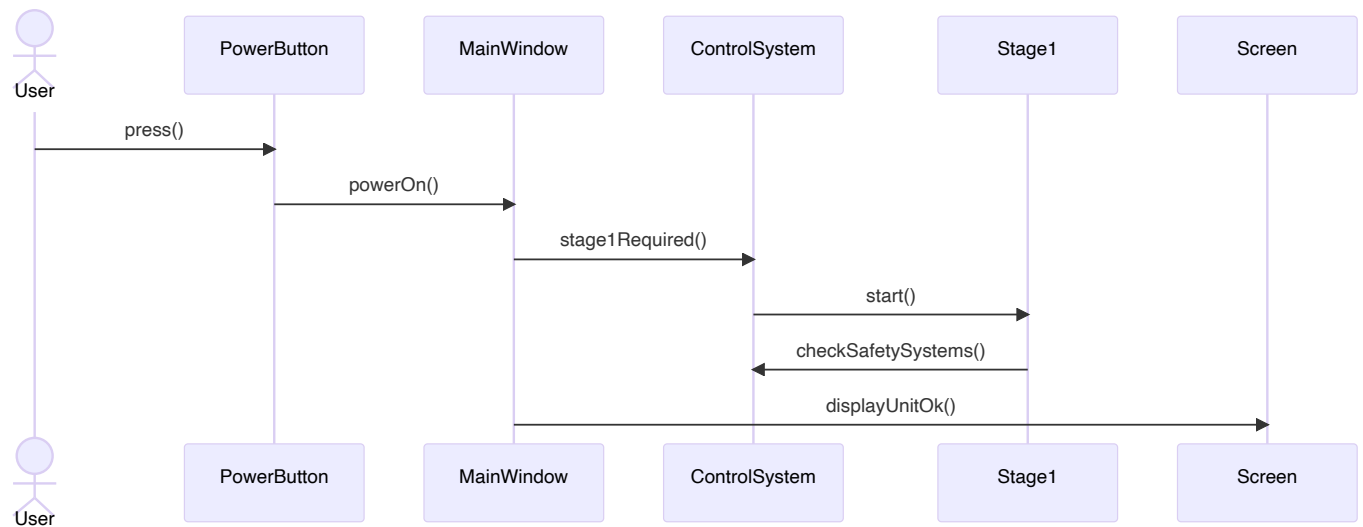 PowerButton
MainWindow
ControlSystem
Stage1
Screen
User
press()
powerOn()
stage1Required()
start()
checkSafetySystems()
displayUnitOk()
PowerButton
MainWindow
ControlSystem
Stage1
Screen
User